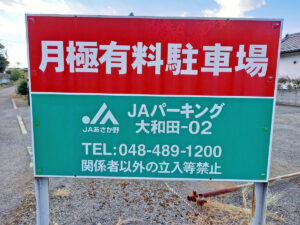 月極有料駐車場
JAあさか野
JAパーキング
大和田-02
TEL:048-489-1200
関係者以外の立入等禁止